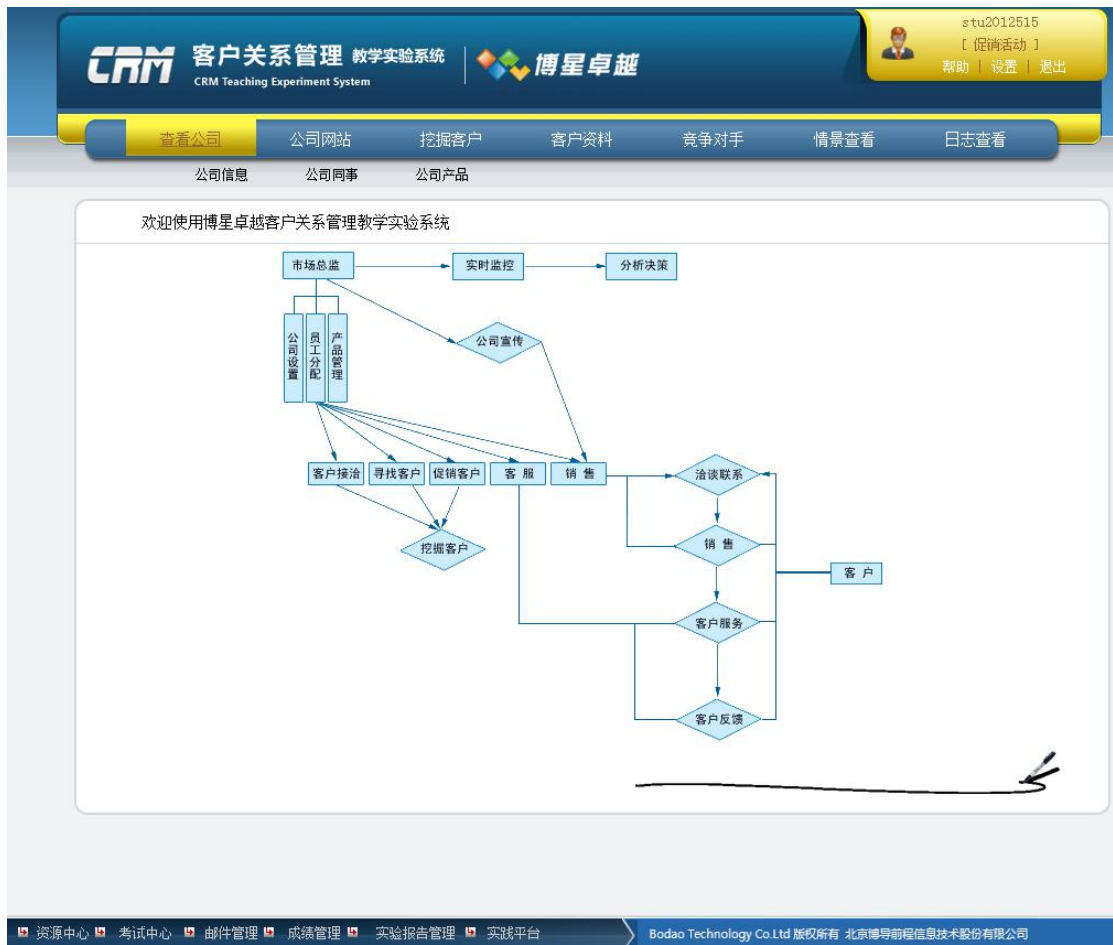 stu2012515
[ 促销活动 ]
帮助 | 设置 | 退出
CRM 客户关系管理 教学实验系统
CRM Teaching Experiment System
博星卓越
查看公司 公司网站 挖掘客户 客户资料 竞争对手 情景查看 日志查看
公司信息 公司同事 公司产品
欢迎使用博星卓越客户关系管理教学实验系统
市场总监 实时监控 分析决策
公司设置
员工分配
产品管理
公司宣传
客户接洽 寻找客户 促销客户 客 服 销 售 洽谈联系
挖掘客户 销 售
客 户
客户服务
客户反馈
资源中心 考试中心 邮件管理 成绩管理 实验报告管理 实践平台 Bodao Technology Co.Ltd 版权所有 北京博导前程信息技术股份有限公司